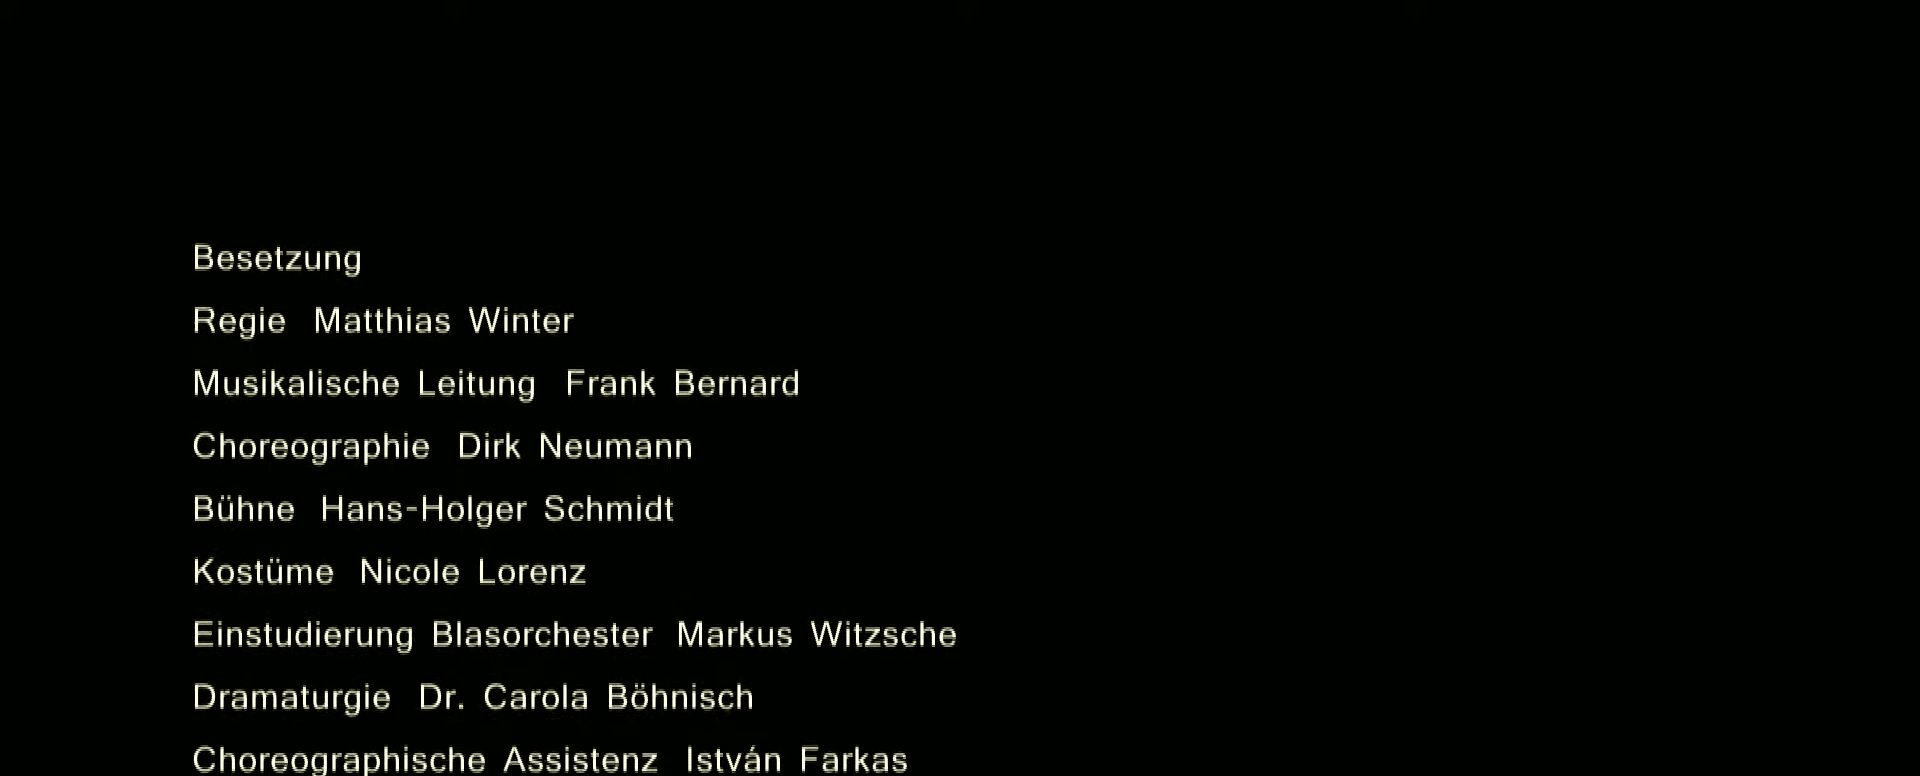 Besetzung
Regie Matthias Winter
Musikalische Leitung Frank Bernard
Choreographie Dirk Neumann
Bühne Hans-Holger Schmidt
Kostüme Nicole Lorenz
Einstudierung Blasorchester Markus Witzsche
Dramaturgie Dr. Carola Böhnisch
Choreographische Assistenz István Farkas